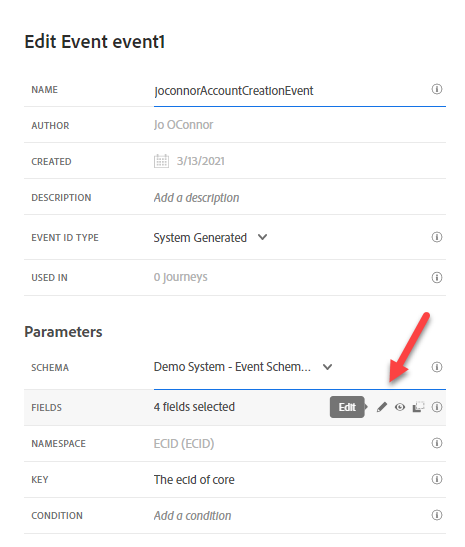 Edit Event event1
NAME JoconnorAccountCreationEvent
AUTHOR Jo OConnor
CREATED 3/13/2021
DESCRIPTION Add a description
EVENT ID TYPE System Generated
USED IN 0 journeys
Parameters
SCHEMA Demo System - Event Schem...
FIELDS 4 fields selected Edit
NAMESPACE ECID (ECID)
KEY The ecid of core
CONDITION Add a condition